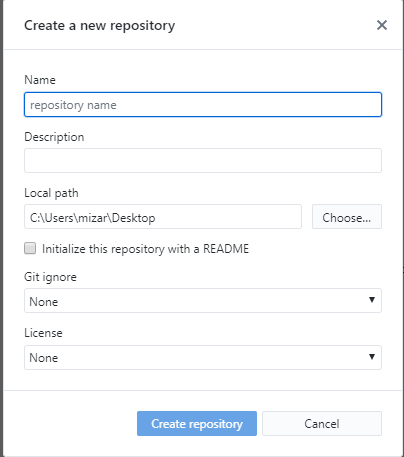 Create a new repository
Name
repository name
Description
Local path
C:\Users\mizar\Desktop
Choose...
Initialize this repository with a README
Git ignore
None
License
None
Create repository
Cancel